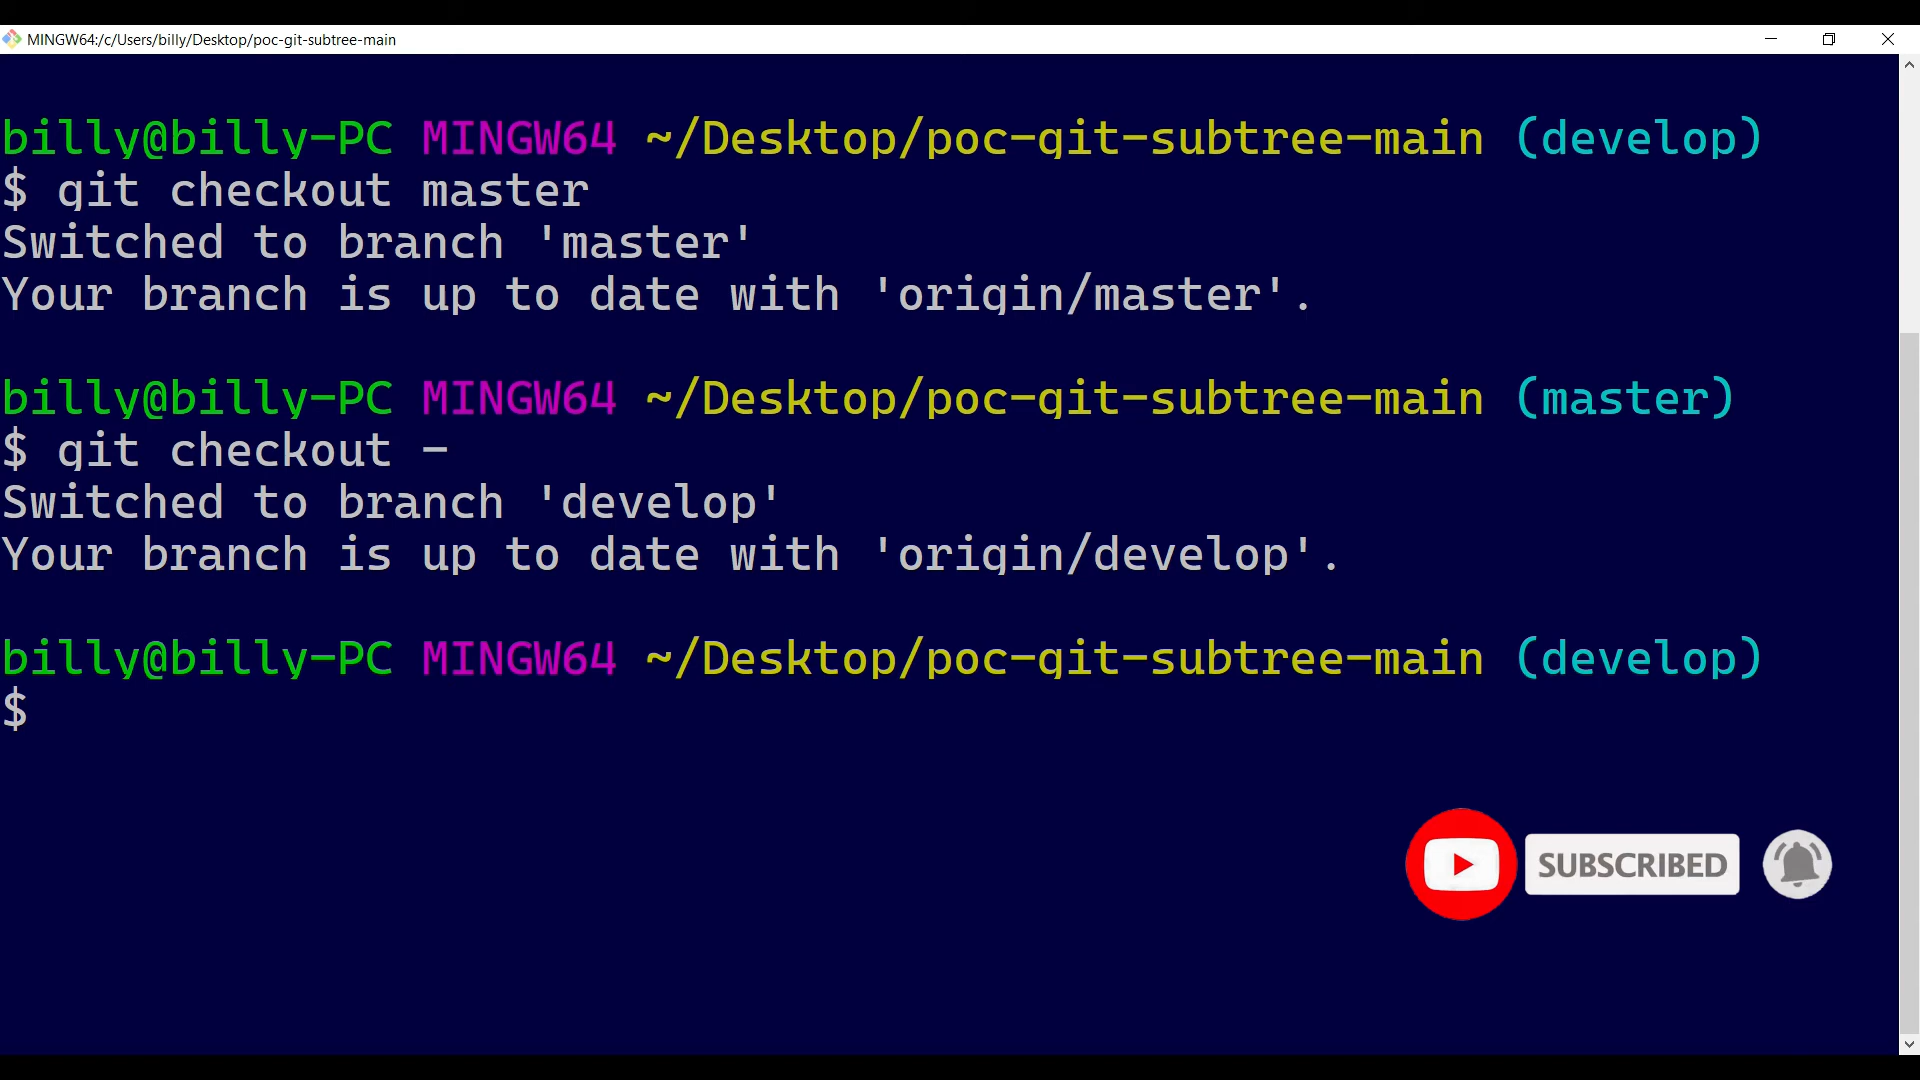 MINGW64:/c/Users/billy/Desktop/poc-git-subtree-main
billy@billy-PC MINGW64 ~/Desktop/poc-git-subtree-main (develop)
$ git checkout master
Switched to branch 'master'
Your branch is up to date with 'origin/master'.
billy@billy-PC MINGW64 ~/Desktop/poc-git-subtree-main (master)
$ git checkout -
Switched to branch 'develop'
Your branch is up to date with 'origin/develop'.
billy@billy-PC MINGW64 ~/Desktop/poc-git-subtree-main (develop)
$
SUBSCRIBED